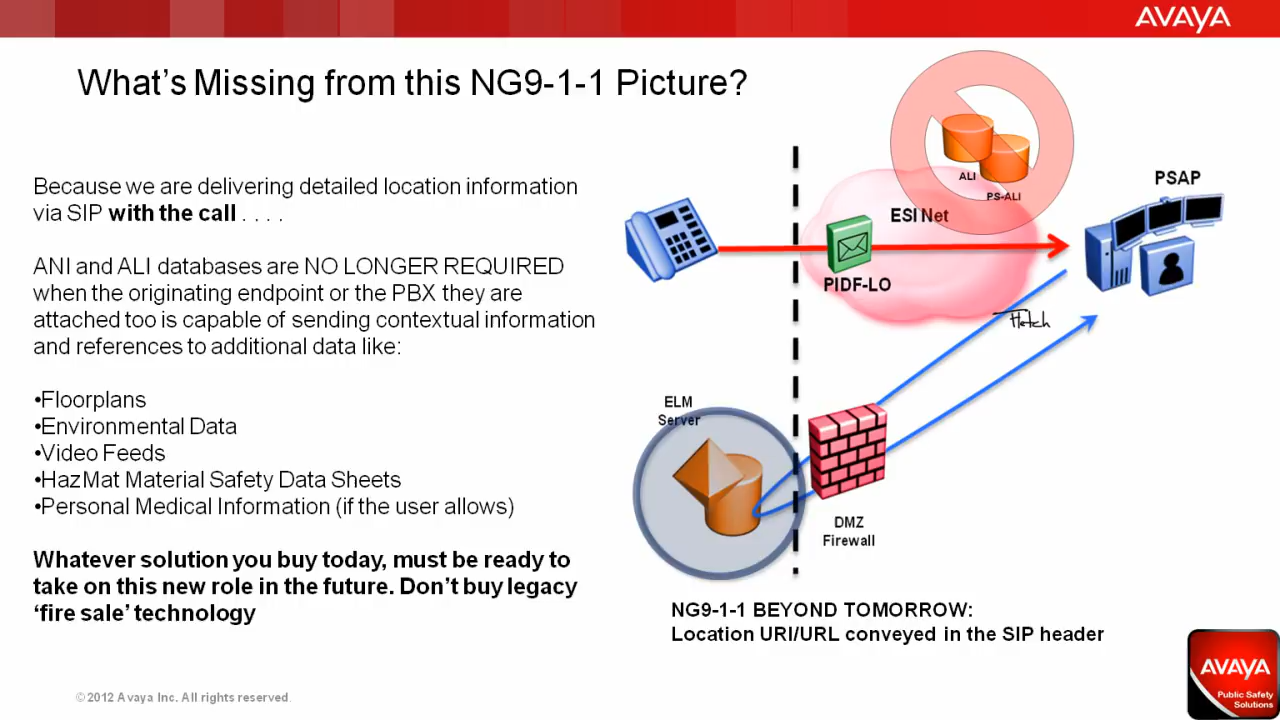 AVAYA
What's Missing from this NG9-1-1 Picture?
Because we are delivering detailed location information
via SIP with the call . . . .
ANI and ALI databases are NO LONGER REQUIRED
when the originating endpoint or the PBX they are
attached too is capable of sending contextual information
and references to additional data like:
•Floorplans
•Environmental Data
•Video Feeds
•HazMat Material Safety Data Sheets
•Personal Medical Information (if the user allows)
Whatever solution you buy today, must be ready to
take on this new role in the future. Don't buy legacy
'fire sale' technology
ALI
PS-ALI
ESI Net
PSAP
PIDF-LO
Fletch
ELM
Server
DMZ
Firewall
NG9-1-1 BEYOND TOMORROW:
Location URI/URL conveyed in the SIP header
© 2012 Avaya Inc. All rights reserved.
AVAYA
Public Safety
Solutions